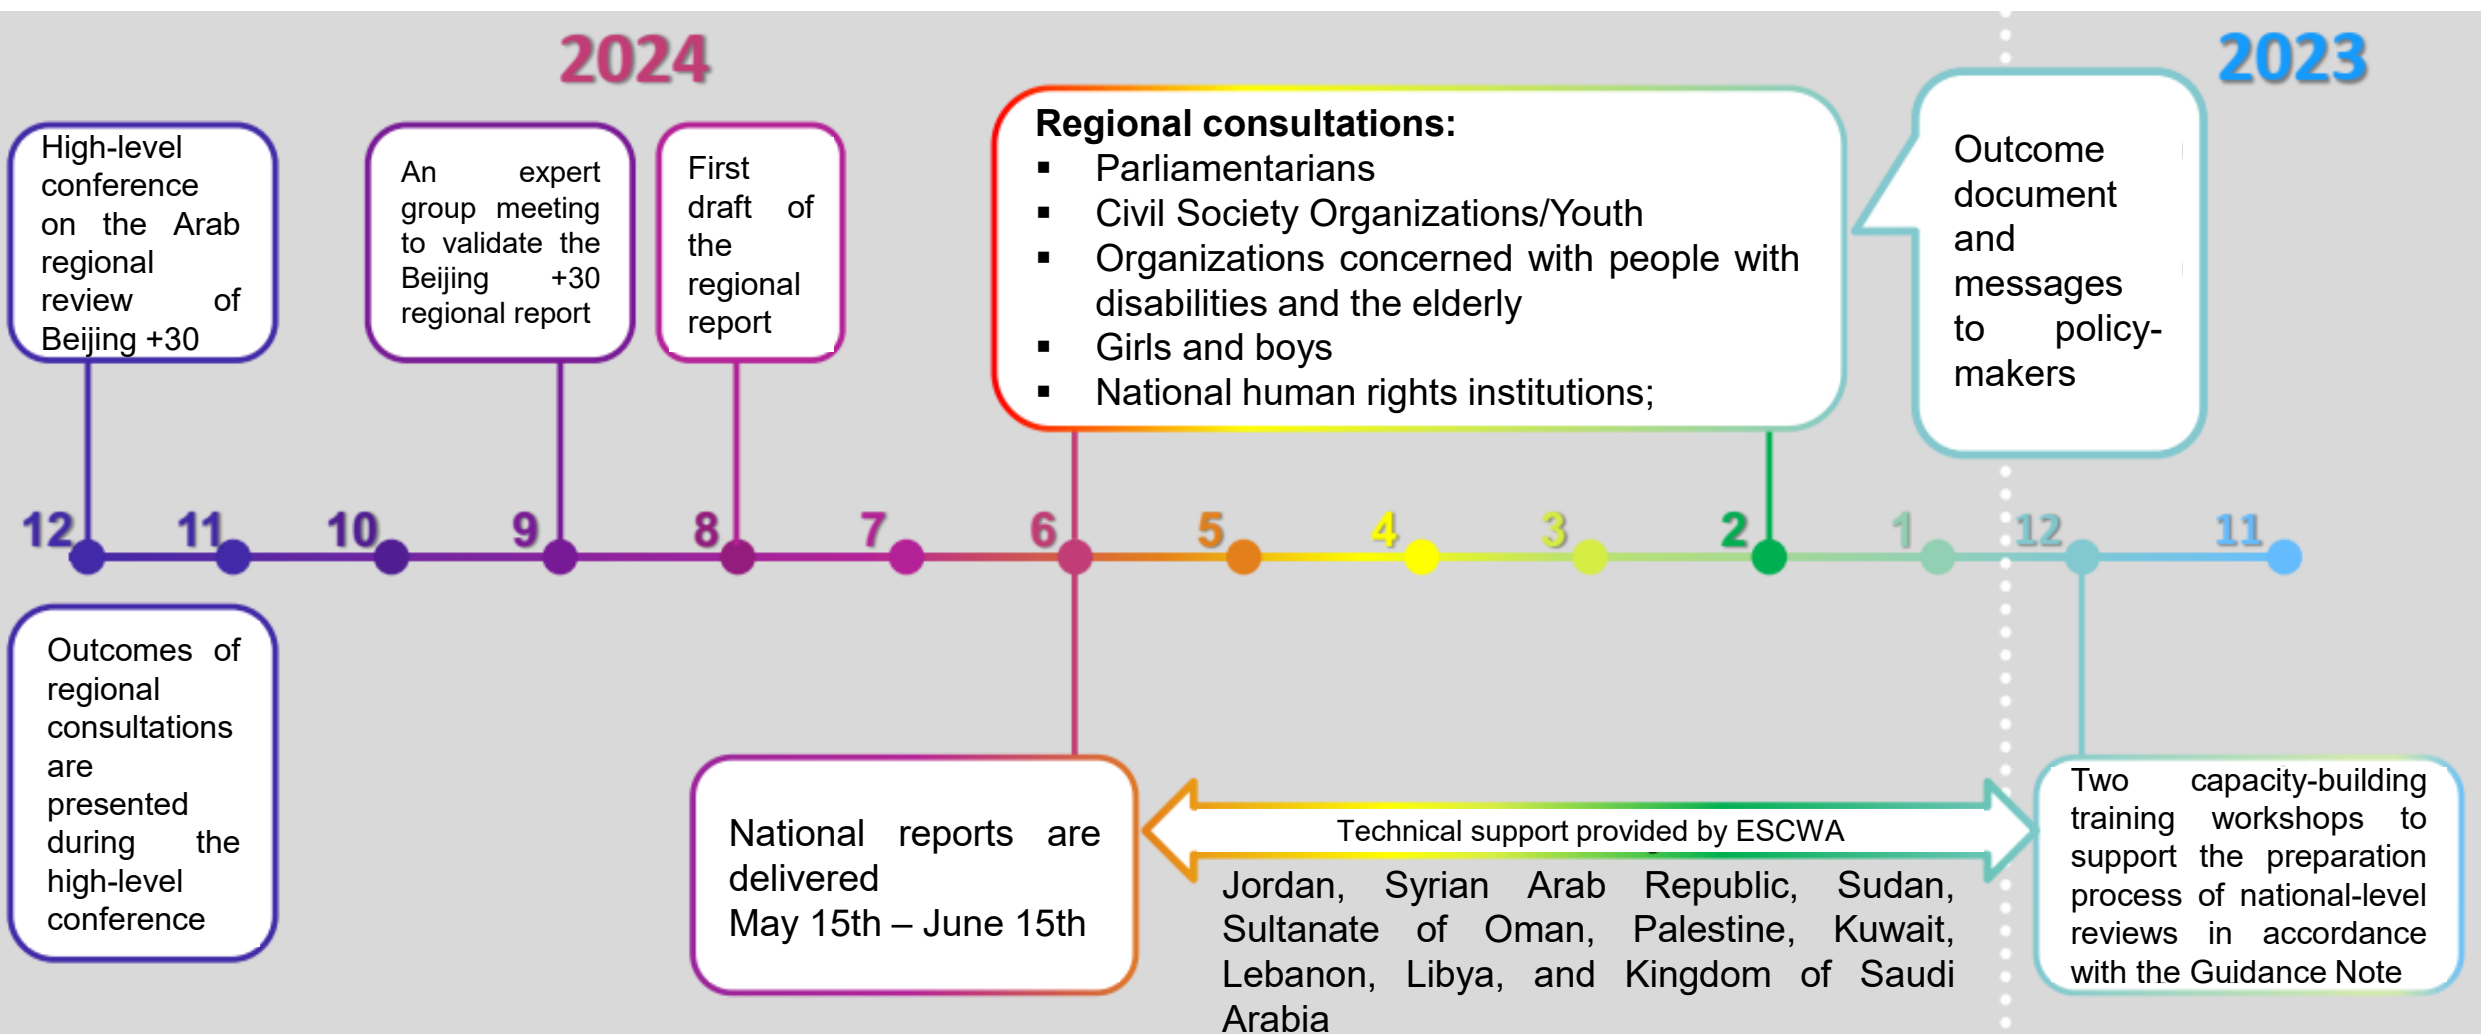 2024
2023
High-level
conference
on the Arab
regional
review of
Beijing +30
An expert
group meeting
to validate the
Beijing +30
regional report
First
draft of
the
regional
report
Regional consultations:
▪ Parliamentarians
▪ Civil Society Organizations/Youth
▪ Organizations concerned with people with
disabilities and the elderly
▪ Girls and boys
▪ National human rights institutions;
Outcome
document
and
messages
to policy-
makers
12 11 10 9 8 7 6 5 4 3 2 1 12 11
Outcomes of
regional
consultations
are
presented
during the
high-level
conference
National reports are
delivered
May 15th – June 15th
Technical support provided by ESCWA
Jordan, Syrian Arab Republic, Sudan,
Sultanate of Oman, Palestine, Kuwait,
Lebanon, Libya, and Kingdom of Saudi
Arabia
Two capacity-building
training workshops to
support the preparation
process of national-level
reviews in accordance
with the Guidance Note